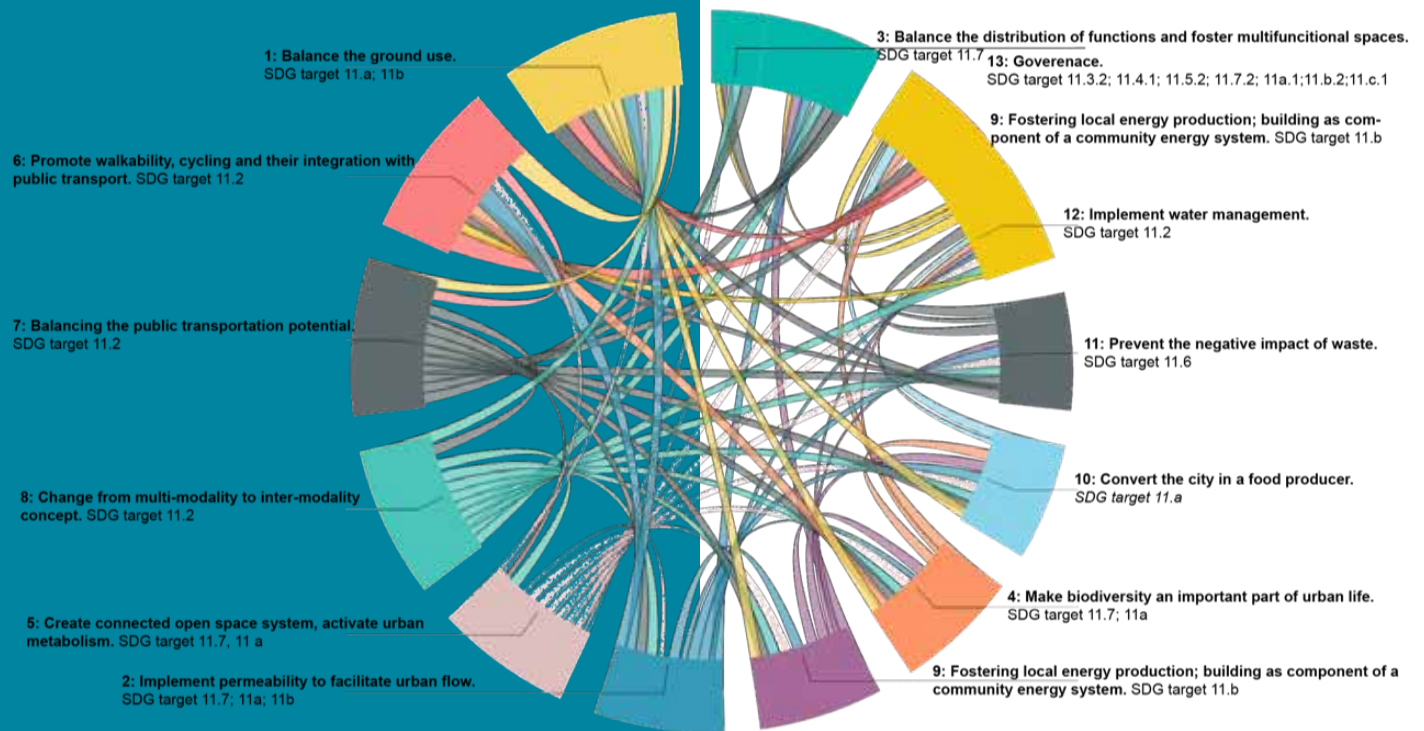 1: Balance the ground use.
SDG target 11.a; 11b
6: Promote walkability, cycling and their integration with
public transport. SDG target 11.2
7: Balancing the public transportation potential.
SDG target 11.2
8: Change from multi-modality to inter-modality
concept. SDG target 11.2
5: Create connected open space system, activate urban
metabolism. SDG target 11.7, 11 a
2: Implement permeability to facilitate urban flow.
SDG target 11.7; 11a; 11b
3: Balance the distribution of functions and foster multifuncitional spaces.
SDG target 11.7
13: Goverenace.
SDG target 11.3.2; 11.4.1; 11.5.2; 11.7.2; 11a.1;11.b.2;11.c.1
9: Fostering local energy production; building as com-
ponent of a community energy system. SDG target 11.b
12: Implement water management.
SDG target 11.2
11: Prevent the negative impact of waste.
SDG target 11.6
10: Convert the city in a food producer.
SDG target 11.a
4: Make biodiversity an important part of urban life.
SDG target 11.7; 11a
9: Fostering local energy production; building as component of a
community energy system. SDG target 11.b